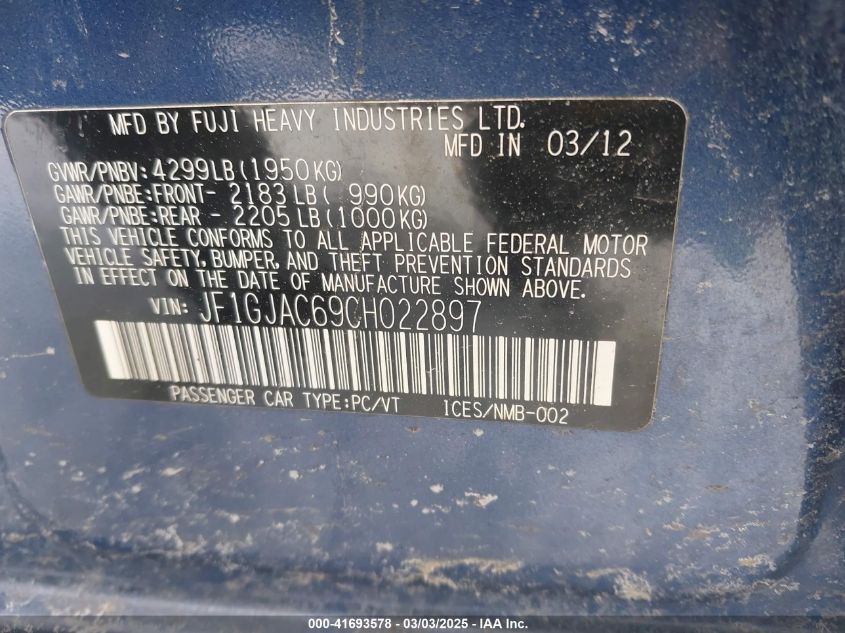 MFD BY FUJI HEAVY INDUSTRIES LTD.
MFD IN 03/12
GVWR/PNBV: 4299LB(1950KG)
GAWR/PNBE:FRONT- 2183LB( 990KG)
GAWR/PNBE:REAR - 2205LB(1000KG)
THIS VEHICLE CONFORMS TO ALL APPLICABLE FEDERAL MOTOR
VEHICLE SAFETY, BUMPER, AND THEFT PREVENTION STANDARDS
IN EFFECT ON THE DATE OF MANUFACTURE SHOWN ABOVE.
VIN: JF1GJAC69CH022897
PASSENGER CAR TYPE:PC/VT ICES/NMB-002
000-41693578 - 03/03/2025 - IAA Inc.